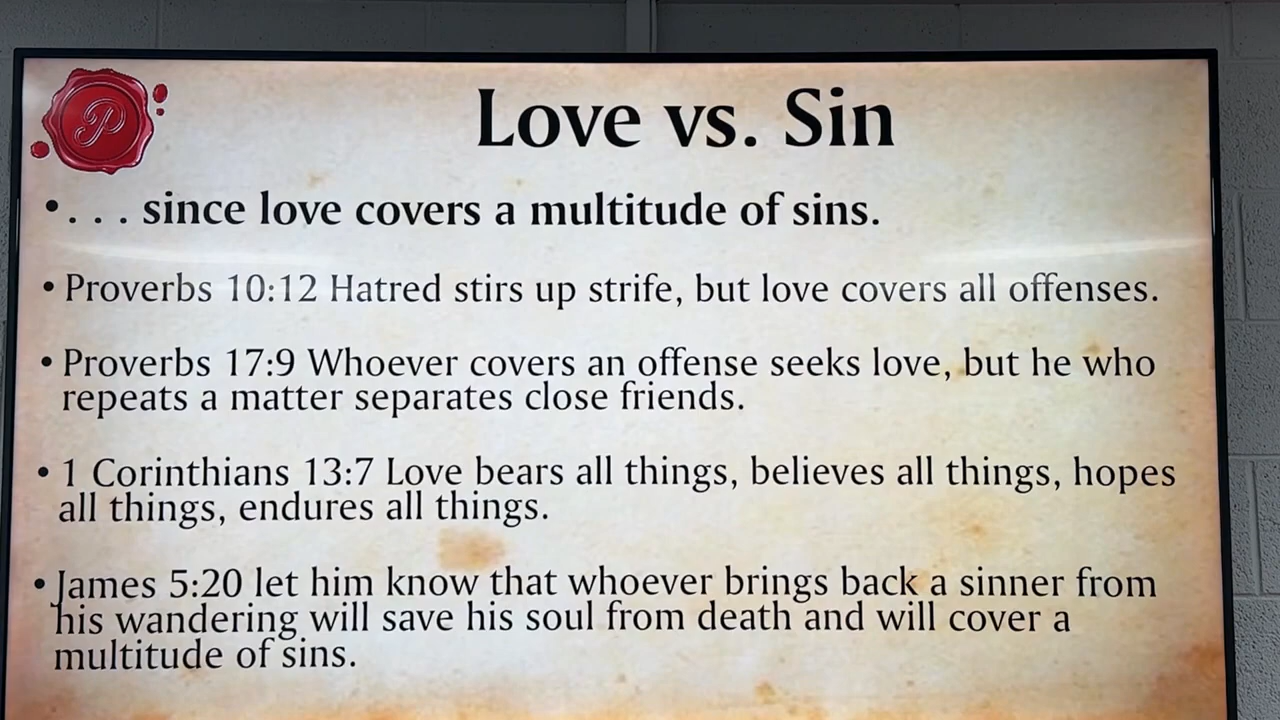 P
Love vs. Sin
• . . . since love covers a multitude of sins.
• Proverbs 10:12 Hatred stirs up strife, but love covers all offenses.
• Proverbs 17:9 Whoever covers an offense seeks love, but he who
repeats a matter separates close friends.
• 1 Corinthians 13:7 Love bears all things, believes all things, hopes
all things, endures all things.
• James 5:20 let him know that whoever brings back a sinner from
his wandering will save his soul from death and will cover a
multitude of sins.